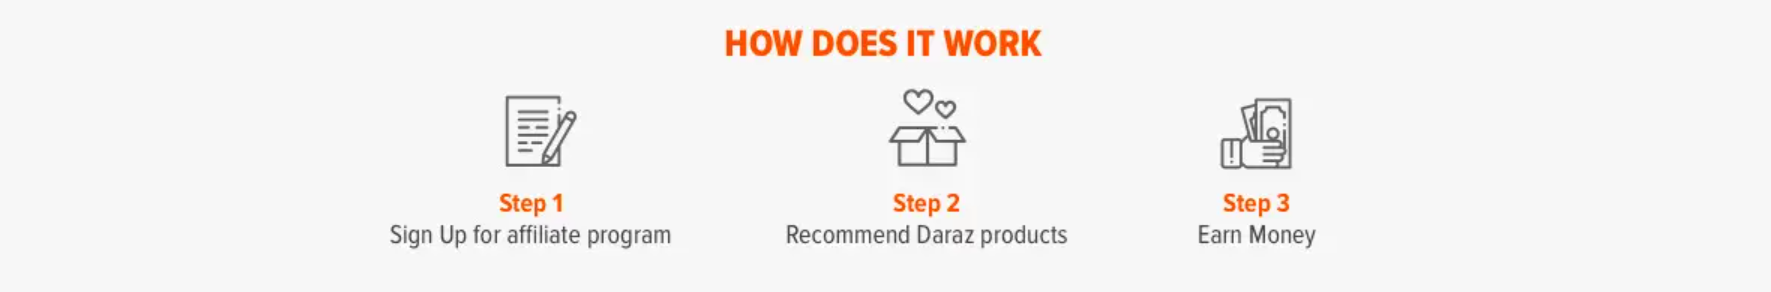 HOW DOES IT WORK
Step 1
Sign Up for affiliate program
Step 2
Recommend Daraz products
Step 3
Earn Money